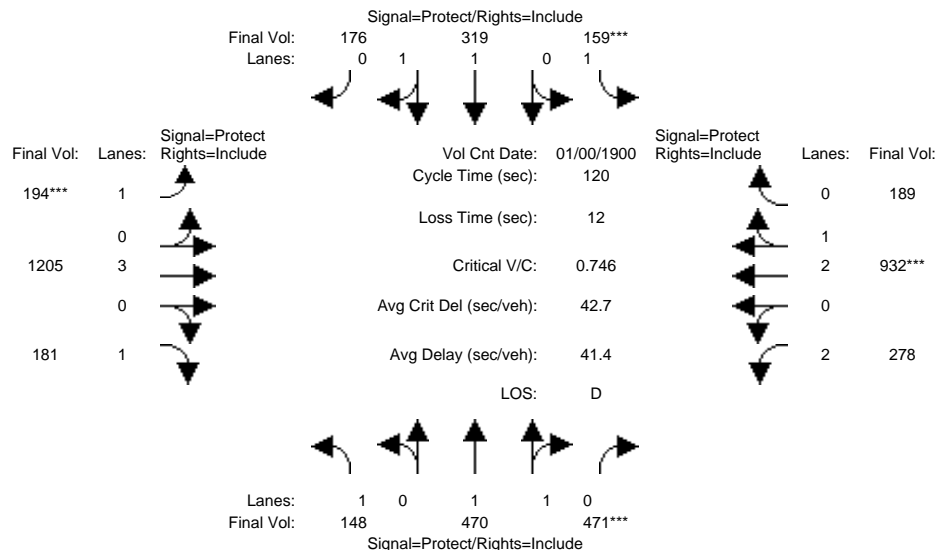 Signal=Protect/Rights=Include
Final Vol: 176 319 159***
Lanes: 0 1 1 0 1
Signal=Protect Signal=Protect
Final Vol: Lanes: Rights=Include Vol Cnt Date: 01/00/1900 Rights=Include Lanes: Final Vol:
Cycle Time (sec): 120
194*** 1 0 189
Loss Time (sec): 12
0 1
1205 3 Critical V/C: 0.746 2 932***
0 Avg Crit Del (sec/veh): 42.7 0
181 1 Avg Delay (sec/veh): 41.4 2 278
LOS: D
Lanes: 1 0 1 1 0
Final Vol: 148 470 471***
Signal=Protect/Rights=Include